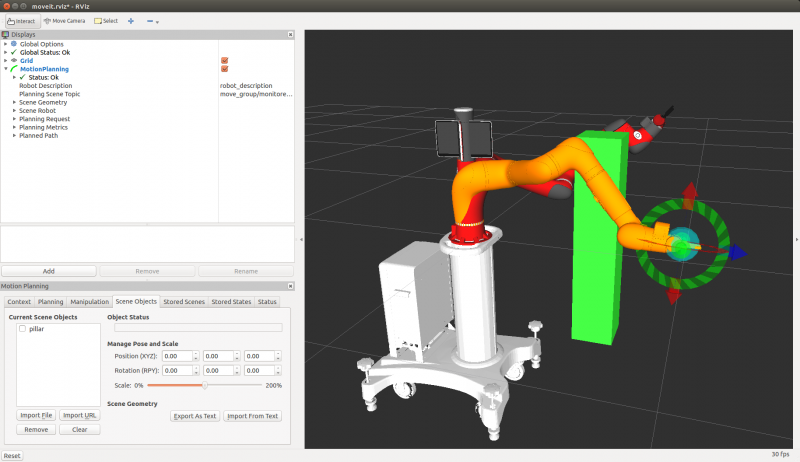 moveit.rviz* - RViz
Interact Move Camera Select
Displays
Global Options
Global Status: Ok
Grid
MotionPlanning
Status: Ok
Robot Description robot_description
Planning Scene Topic move_group/monitore...
Scene Geometry
Scene Robot
Planning Request
Planning Metrics
Planned Path
Add Remove Rename
Motion Planning
Context Planning Manipulation Scene Objects Stored Scenes Stored States Status
Current Scene Objects Object Status
pillar
Manage Pose and Scale
Position (XYZ): 0.00 0.00 0.00
Rotation (RPY): 0.00 0.00 0.00
Scale: 0% 200%
Scene Geometry
Import File Import URL Export As Text Import From Text
Remove Clear
Reset 30 fps